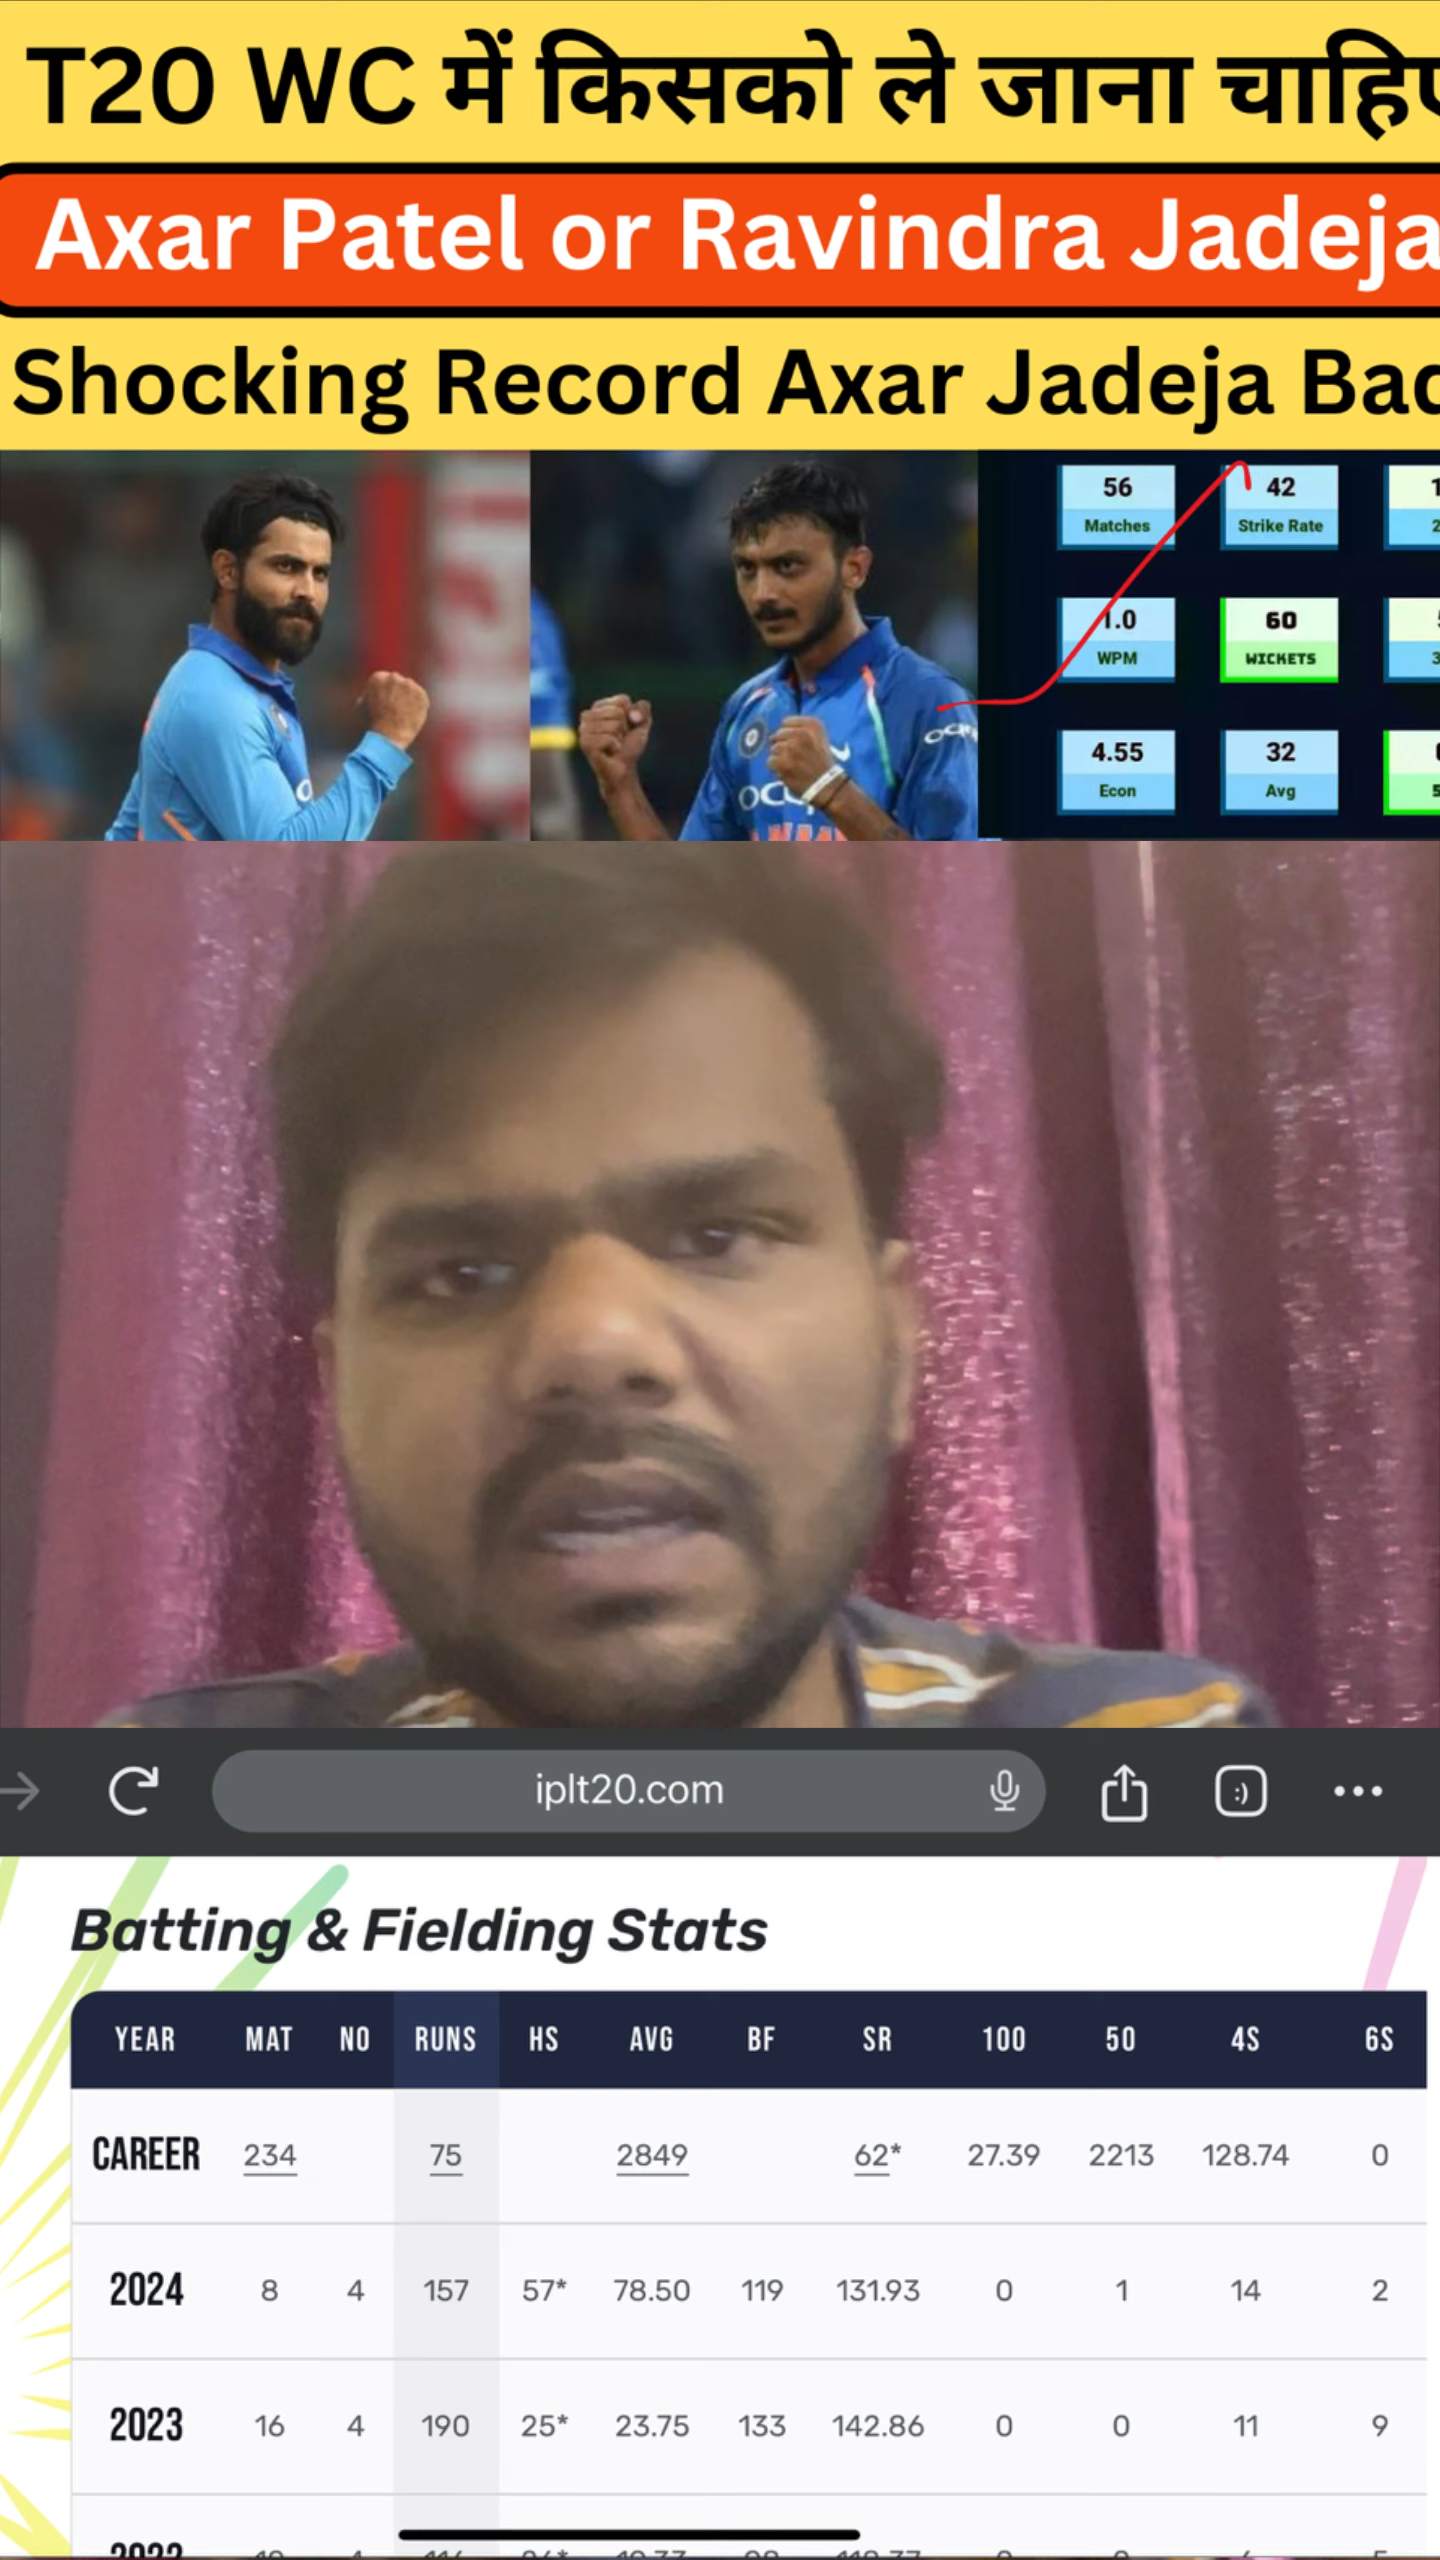 T20 WC में किसको ले जाना चाहिए
Axar Patel or Ravindra Jadeja
Shocking Record Axar Jadeja
56
Matches
42
Strike Rate
1.0
WPM
60
WICKETS
4.55
Econ
32
Avg
iplt20.com
Batting & Fielding Stats
YEAR MAT NO RUNS HS AVG BF SR 100 50 4S 6S
CAREER 234 75 2849 62* 27.39 2213 128.74 0
2024 8 4 157 57* 78.50 119 131.93 0 1 14 2
2023 16 4 190 25* 23.75 133 142.86 0 0 11 9